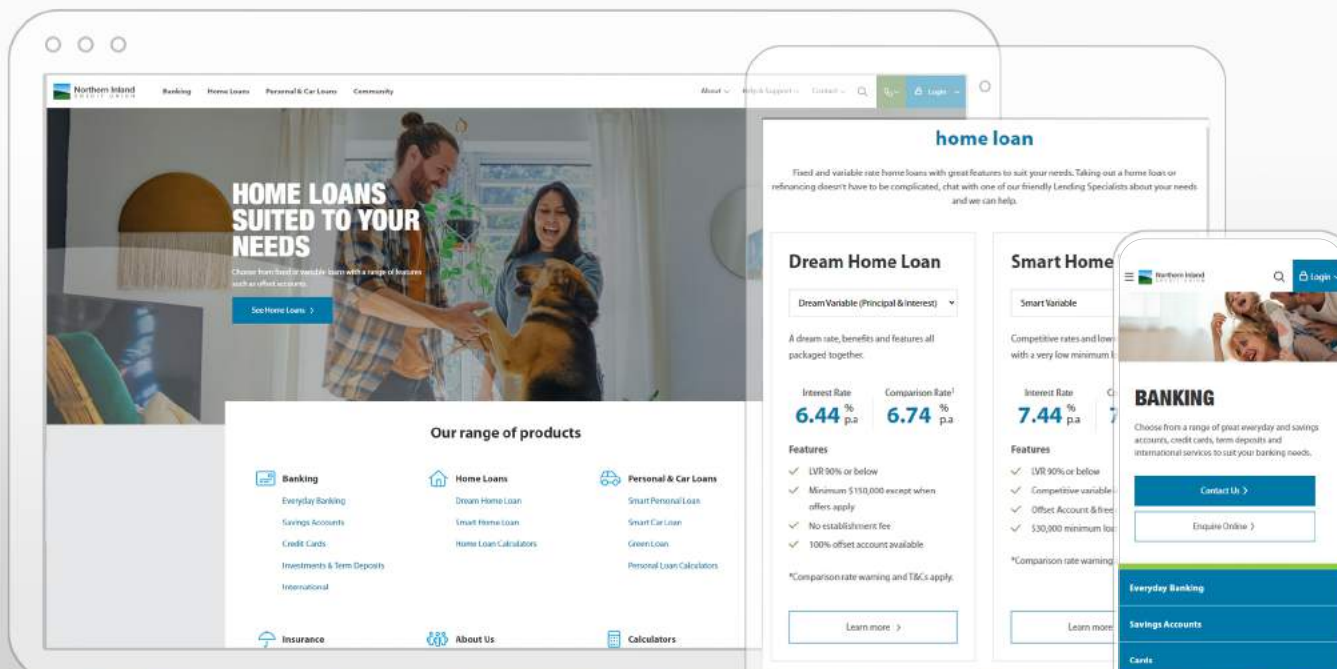 Northern Inland
CREDIT UNION
Banking
Home Loans
Personal & Car Loans
Community
About
Help & Support
Contact
Login
HOME LOANS
SUITED TO YOUR
NEEDS
Choose from fixed or variable loans with a range of features
such as offset accounts.
See Home Loans >
Our range of products
Banking
Everyday Banking
Savings Accounts
Credit Cards
Investments & Term Deposits
International
Home Loans
Dream Home Loan
Smart Home Loan
Home Loan Calculators
Personal & Car Loans
Smart Personal Loan
Smart Car Loan
Green Loan
Personal Loan Calculators
Insurance
About Us
Calculators
home loan
Fixed and variable rate home loans with great features to suit your needs. Taking out a home loan or
refinancing doesn't have to be complicated, chat with one of our friendly Lending Specialists about your needs
and we can help.
Dream Home Loan
Dream Variable (Principal & Interest)
A dream rate, benefits and features all
packaged together.
Interest Rate
Comparison Rate¹
6.44 % p.a
6.74 % p.a
Features
LVR 90% or below
Minimum $150,000 except when
offers apply
No establishment fee
100% offset account available
*Comparison rate warning and T&Cs apply.
Learn more >
Smart Home
Smart Variable
Competitive rates and low
with a very low minimum
Interest Rate
7.44 % p.a
7
Features
LVR 90% or below
Competitive variable
Offset Account & free
$30,000 minimum
*Comparison rate warning
Learn more
Northern Inland
CREDIT UNION
Login
BANKING
Choose from a range of great everyday and savings
accounts, credit cards, term deposits and
international services to suit your banking needs.
Contact Us >
Enquire Online >
Everyday Banking
Savings Accounts
Cards